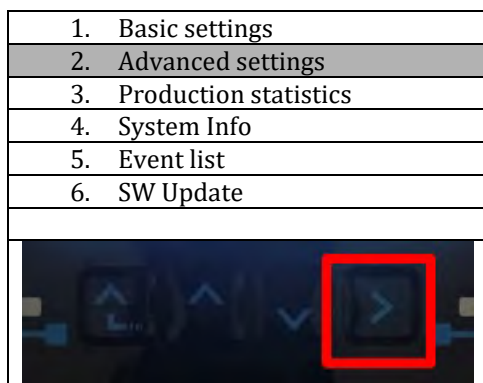 1. Basic settings
2. Advanced settings
3. Production statistics
4. System Info
5. Event list
6. SW Update